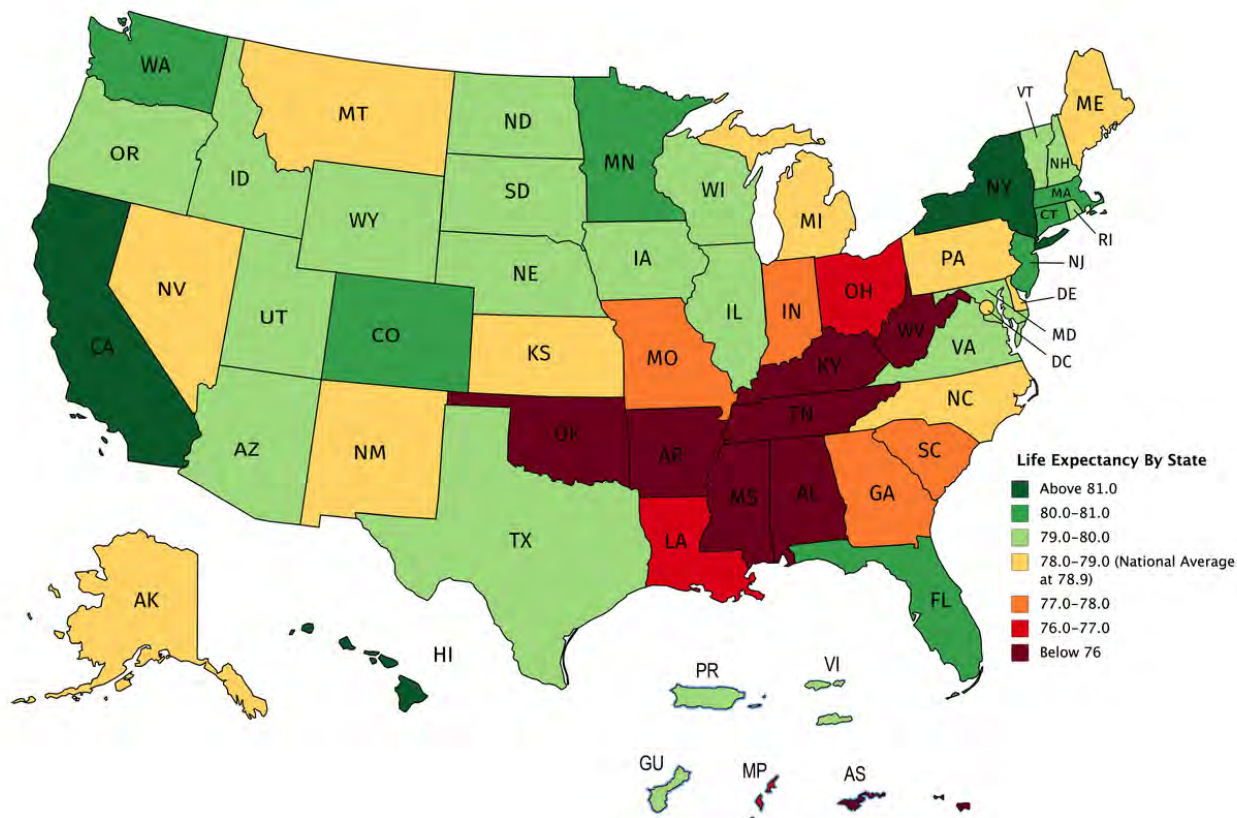 WA
MT
ND
MN
VT
ME
OR
ID
SD
WI
NH
NY
MA
WY
MI
CT
RI
NE
IA
PA
NJ
NV
UT
CO
IL
IN
OH
DE
CA
KS
MO
WV
VA
MD
KY
DC
AZ
NM
OK
AR
TN
NC
SC
MS
AL
GA
TX
LA
FL
AK
HI
Life Expectancy By State
Above 81.0
80.0–81.0
79.0–80.0
78.0–79.0 (National Average
at 78.9)
77.0–78.0
76.0–77.0
Below 76
PR
VI
GU
MP
AS